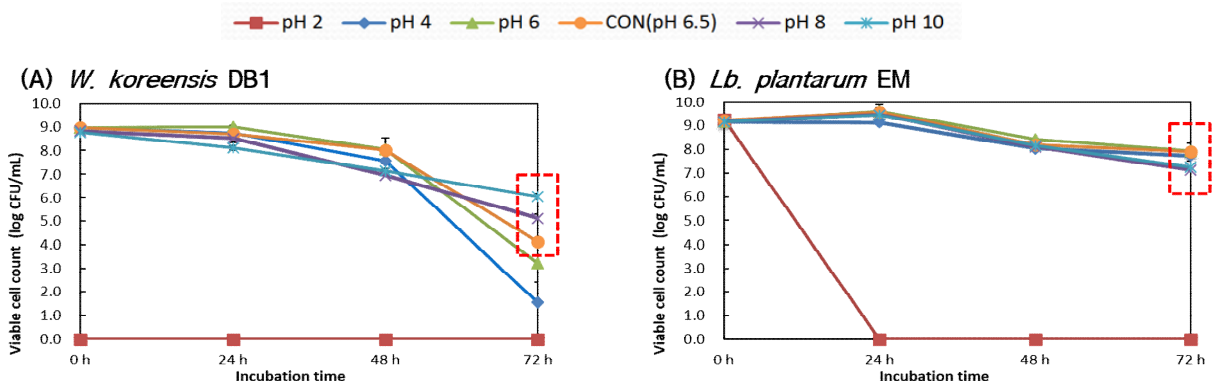 pH 2 pH 4 pH 6 CON(pH 6.5) pH 8 pH 10
(A) W. koreensis DB1
(B) Lb. plantarum EM
Viable cell count (log CFU/mL)
10.0
9.0
8.0
7.0
6.0
5.0
4.0
3.0
2.0
1.0
0.0
0 h 24 h 48 h 72 h
Incubation time
Viable cell count (log CFU/mL)
10.0
9.0
8.0
7.0
6.0
5.0
4.0
3.0
2.0
1.0
0.0
0 h 24 h 48 h 72 h
Incubation time